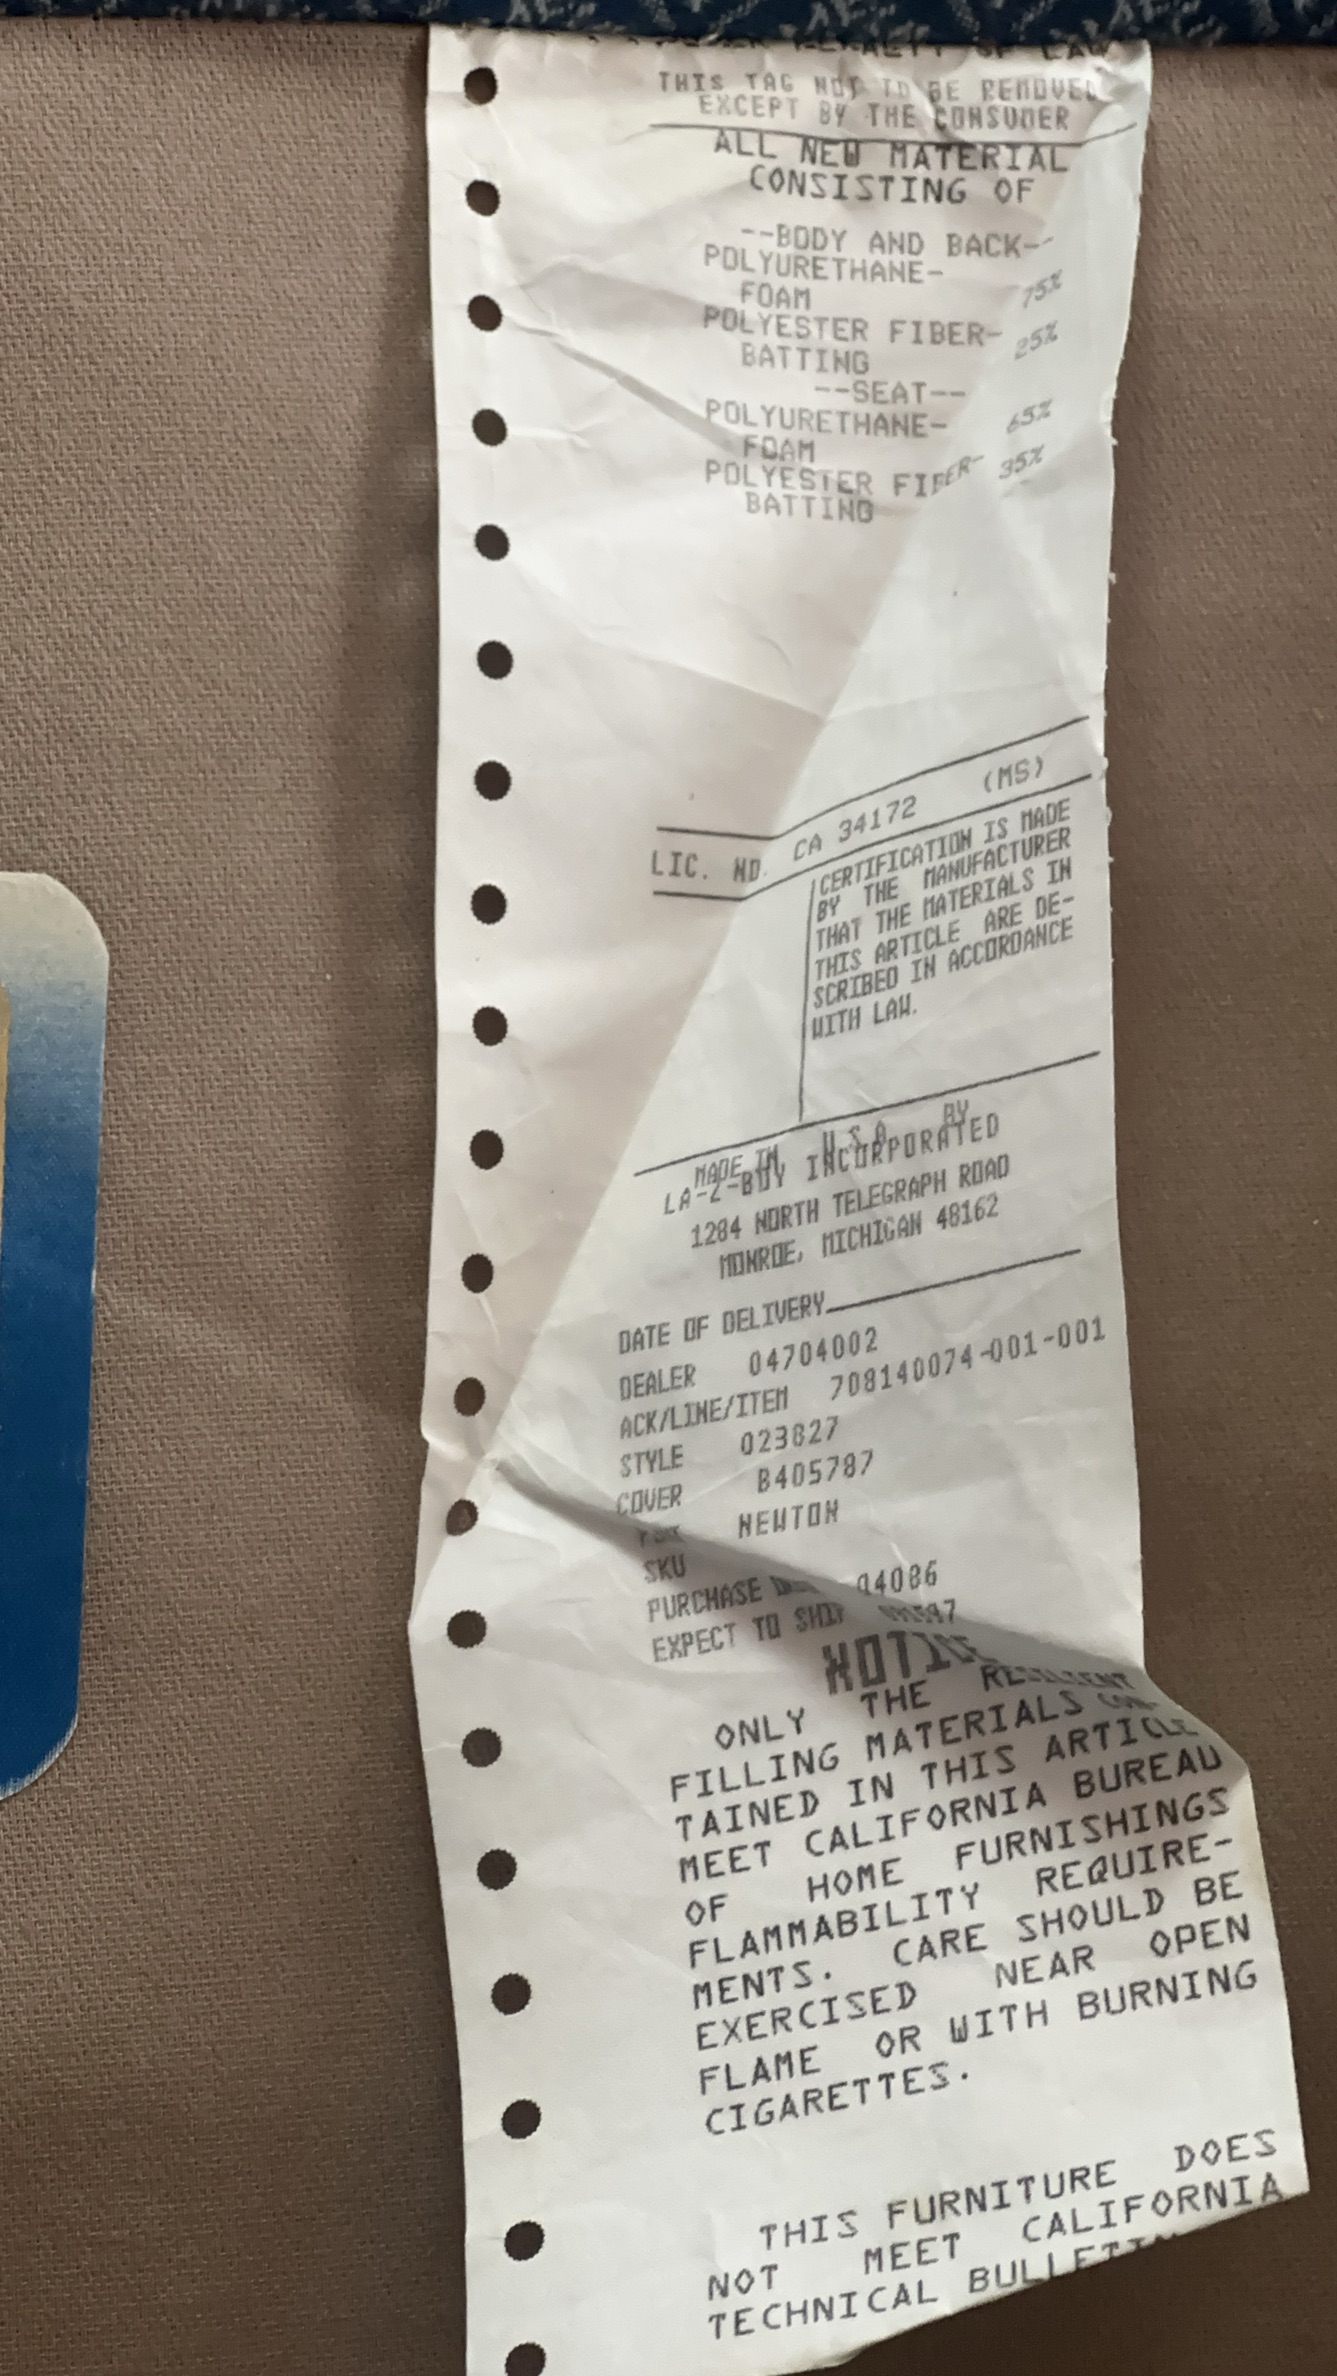 PENALTY OF LAW
THIS TAG NOT TO BE REMOVED
EXCEPT BY THE CONSUMER
ALL NEW MATERIAL
CONSISTING OF
--BODY AND BACK--
POLYURETHANE- 75%
FOAM
POLYESTER FIBER- 25%
BATTING
--SEAT--
POLYURETHANE- 65%
FOAM
POLYESTER FIBER- 35%
BATTING
LIC. NO. CA 34172 (MS)
CERTIFICATION IS MADE
BY THE MANUFACTURER
THAT THE MATERIALS IN
THIS ARTICLE ARE DE-
SCRIBED IN ACCORDANCE
WITH LAW.
MADE IN U.S.A. BY
LA-Z-BOY INCORPORATED
1284 NORTH TELEGRAPH ROAD
MONROE, MICHIGAN 48162
DATE OF DELIVERY
DEALER 04704002
ACK/LINE/ITEM 708140074-001-001
STYLE 023827
COVER B405787
NEWTON
SKU
PURCHASE 04086
EXPECT TO SHIP
NOTICE
ONLY THE RESILIENT
FILLING MATERIALS CON-
TAINED IN THIS ARTICLE
MEET CALIFORNIA BUREAU
OF HOME FURNISHINGS
FLAMMABILITY REQUIRE-
MENTS. CARE SHOULD BE
EXERCISED NEAR OPEN
FLAME OR WITH BURNING
CIGARETTES.
THIS FURNITURE DOES
NOT MEET CALIFORNIA
TECHNICAL BULLETIN